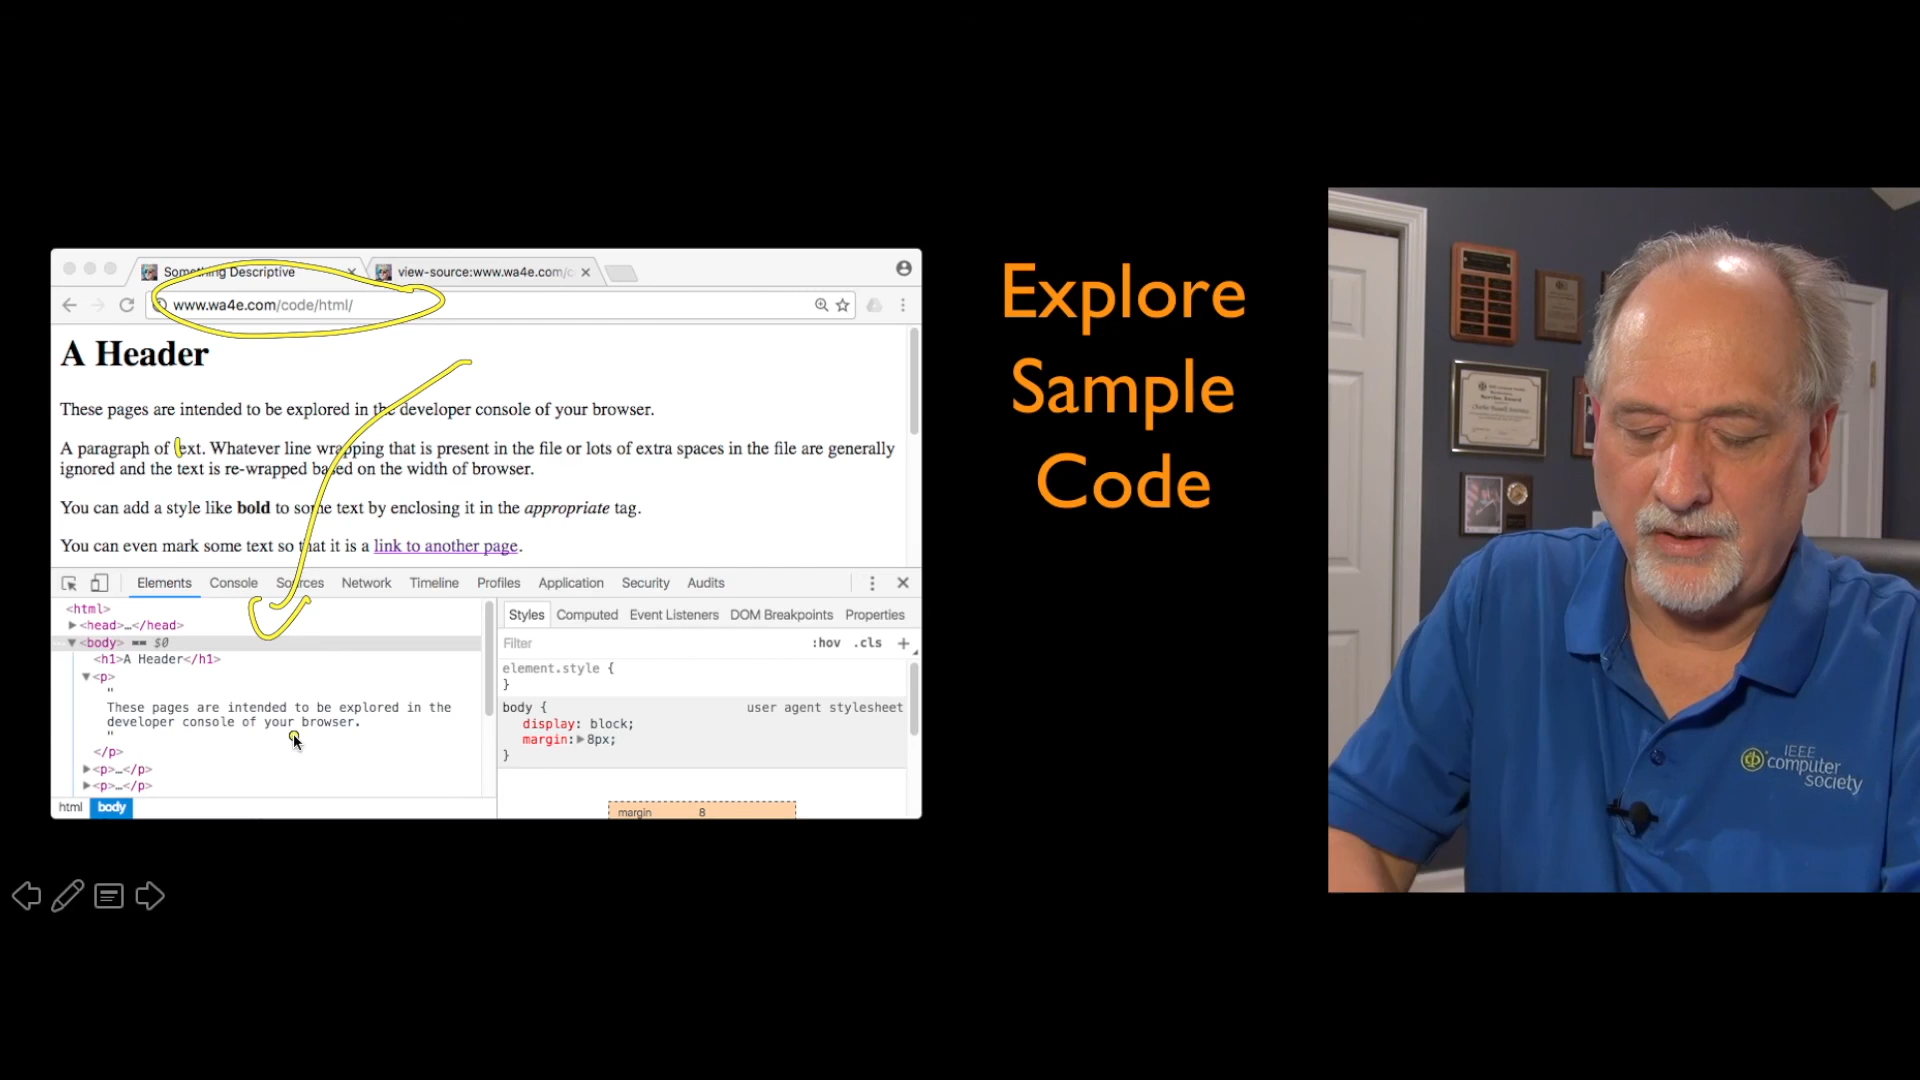 Something Descriptive
view-source:www.wa4e.com/c
www.wa4e.com/code/html/
A Header
These pages are intended to be explored in the developer console of your browser.
A paragraph of text. Whatever line wrapping that is present in the file or lots of extra spaces in the file are generally
ignored and the text is re-wrapped based on the width of browser.
You can add a style like bold to some text by enclosing it in the appropriate tag.
You can even mark some text so that it is a link to another page.
Elements Console Sources Network Timeline Profiles Application Security Audits
<html>
<head>…</head>
<body> == $0
<h1>A Header</h1>
<p>
"
These pages are intended to be explored in the
developer console of your browser.
"
</p>
<p>…</p>
<p>…</p>
html body
Styles Computed Event Listeners DOM Breakpoints Properties
Filter :hov .cls +
element.style {
}
body { user agent stylesheet
display: block;
margin: 8px;
}
margin 8
Explore
Sample
Code
IEEE
computer
society